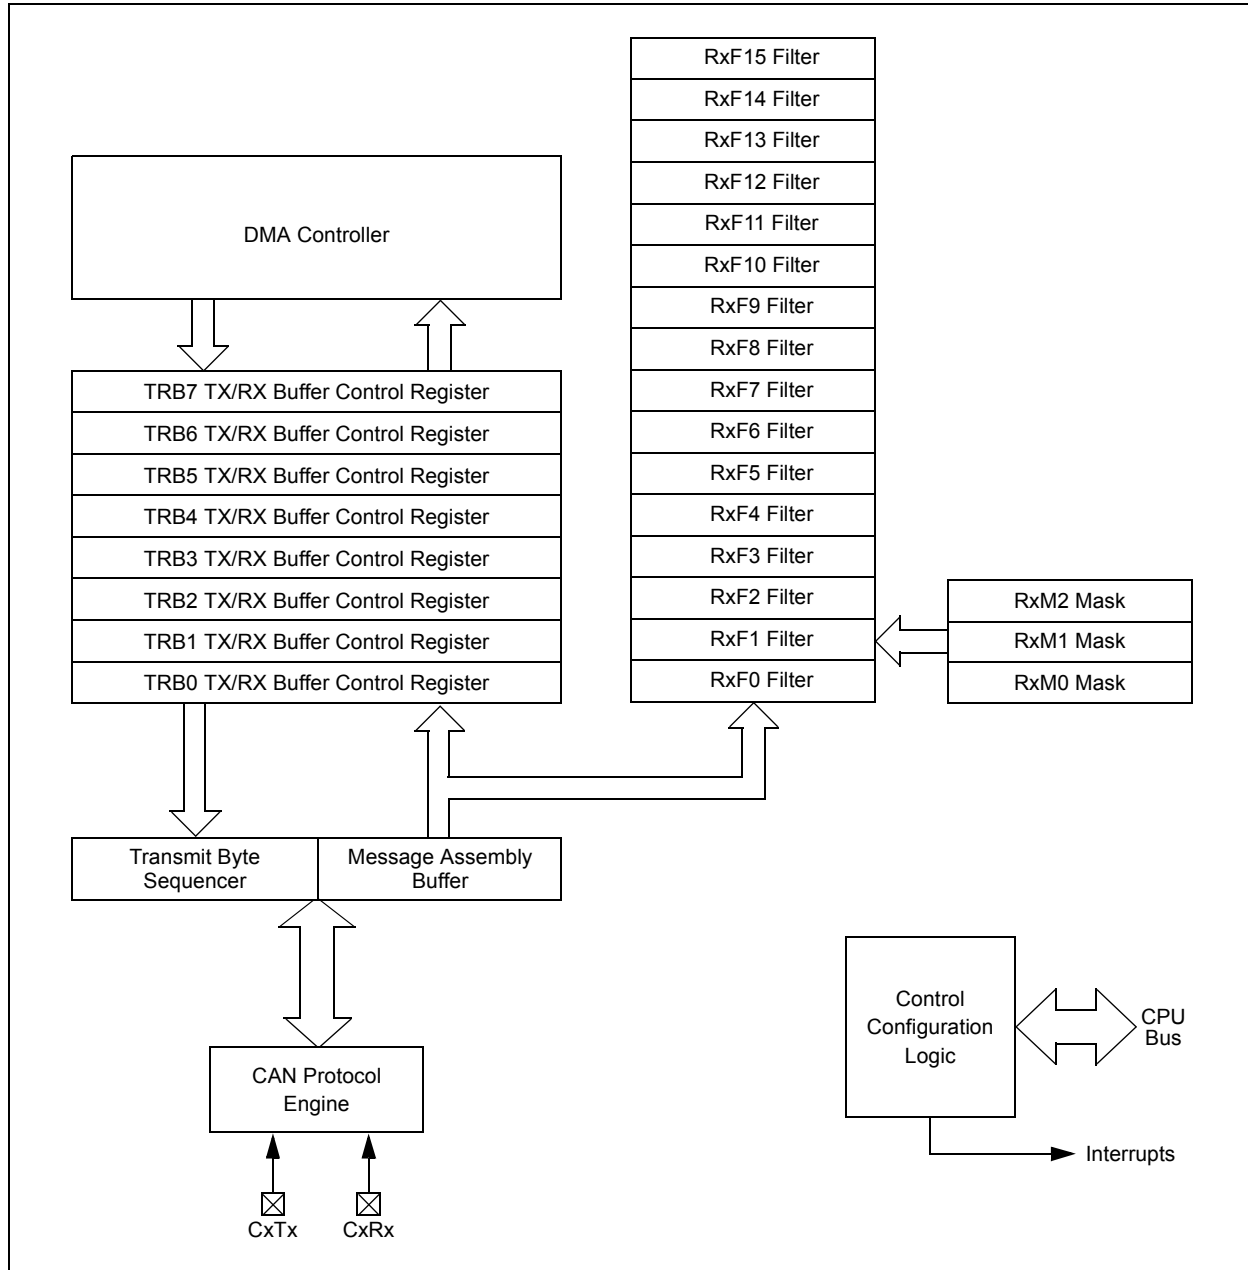 RxF15 Filter
RxF14 Filter
RxF13 Filter
RxF12 Filter
RxF11 Filter
RxF10 Filter
RxF9 Filter
RxF8 Filter
RxF7 Filter
RxF6 Filter
RxF5 Filter
RxF4 Filter
RxF3 Filter
RxF2 Filter
RxF1 Filter
RxF0 Filter
DMA Controller
TRB7 TX/RX Buffer Control Register
TRB6 TX/RX Buffer Control Register
TRB5 TX/RX Buffer Control Register
TRB4 TX/RX Buffer Control Register
TRB3 TX/RX Buffer Control Register
TRB2 TX/RX Buffer Control Register
TRB1 TX/RX Buffer Control Register
TRB0 TX/RX Buffer Control Register
RxM2 Mask
RxM1 Mask
RxM0 Mask
Transmit Byte
Sequencer
Message Assembly
Buffer
CAN Protocol
Engine
CxTx
CxRx
Control
Configuration
Logic
CPU
Bus
Interrupts